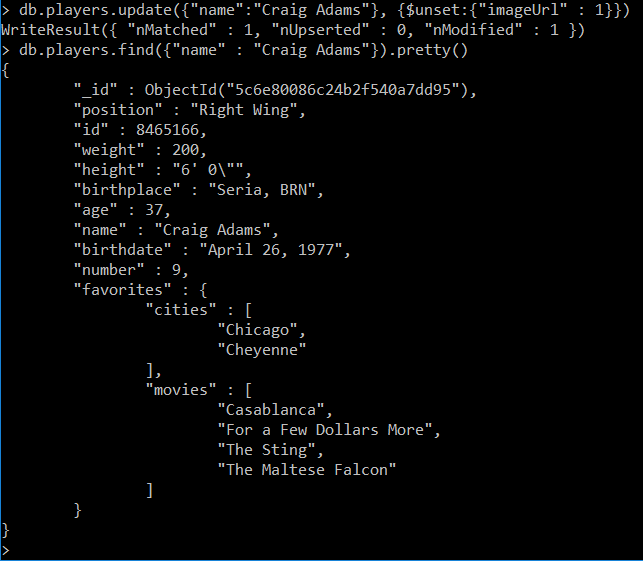 > db.players.update({"name":"Craig Adams"}, {$unset:{"imageUrl" : 1}})
WriteResult({ "nMatched" : 1, "nUpserted" : 0, "nModified" : 1 })
> db.players.find({"name" : "Craig Adams"}).pretty()
{
        "_id" : ObjectId("5c6e80086c24b2f540a7dd95"),
        "position" : "Right Wing",
        "id" : 8465166,
        "weight" : 200,
        "height" : "6' 0\"",
        "birthplace" : "Seria, BRN",
        "age" : 37,
        "name" : "Craig Adams",
        "birthdate" : "April 26, 1977",
        "number" : 9,
        "favorites" : {
                "cities" : [
                        "Chicago",
                        "Cheyenne"
                ],
                "movies" : [
                        "Casablanca",
                        "For a Few Dollars More",
                        "The Sting",
                        "The Maltese Falcon"
                ]
        }
}
>